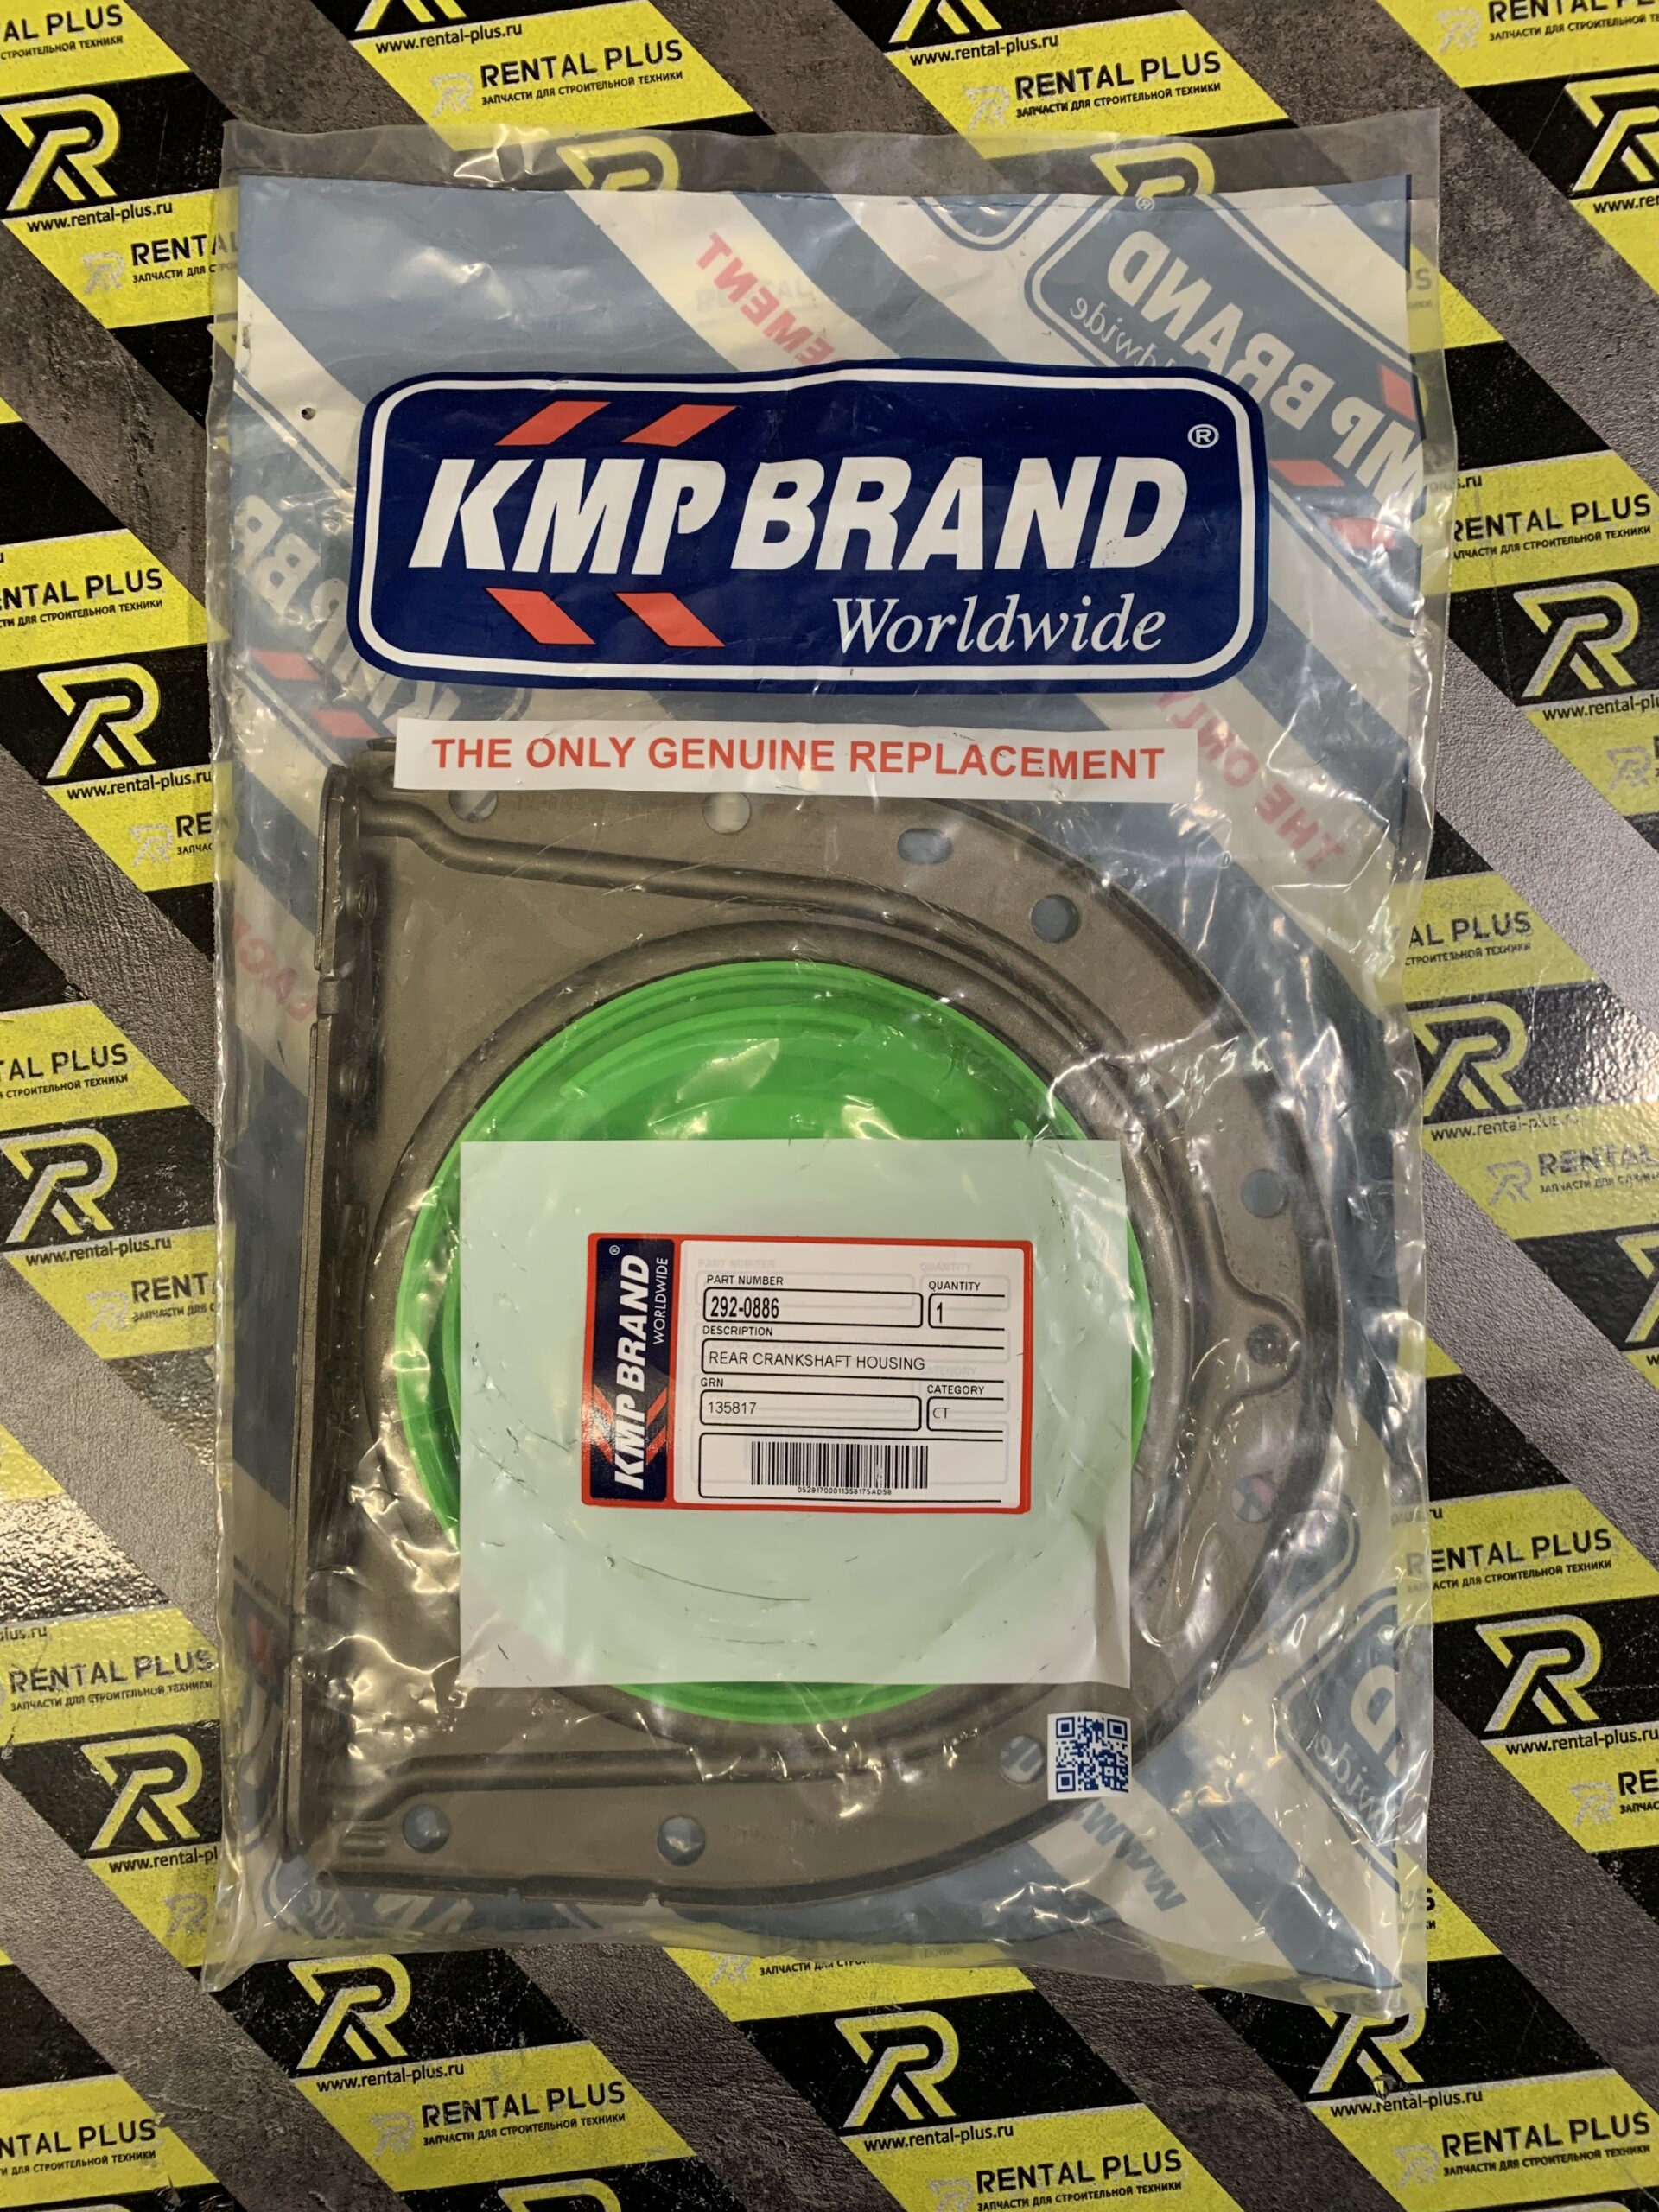 KMP BRAND ®
Worldwide
THE ONLY GENUINE REPLACEMENT
KMP BRAND ®
WORLDWIDE
PART NUMBER
292-0886
QUANTITY
1
DESCRIPTION
REAR CRANKSHAFT HOUSING
GRN
135817
CATEGORY
CT
05291700011358175AD58
www.rental-plus.ru
RENTAL PLUS
ЗАПЧАСТИ ДЛЯ СТРОИТЕЛЬНОЙ ТЕХНИКИ